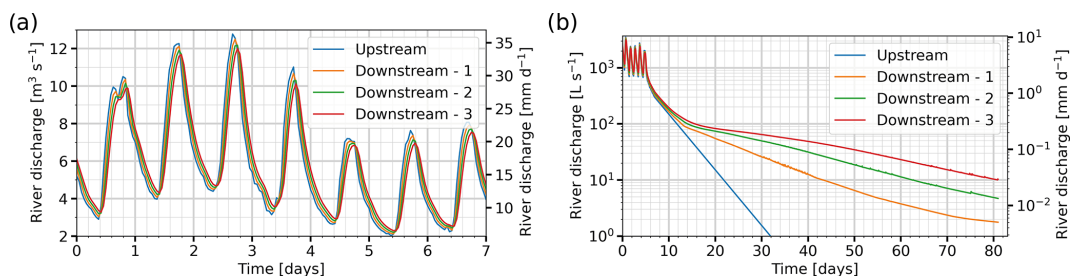 (a)
River discharge [m³ s⁻¹]
12
10
8
6
4
2
0 1 2 3 4 5 6 7
Time [days]
35
30
25
20
15
10
River discharge [mm d⁻¹]
Upstream
Downstream - 1
Downstream - 2
Downstream - 3
(b)
River discharge [L s⁻¹]
10³
10²
10¹
10⁰
0 10 20 30 40 50 60 70 80
Time [days]
10¹
10⁰
10⁻¹
10⁻²
River discharge [mm d⁻¹]
Upstream
Downstream - 1
Downstream - 2
Downstream - 3